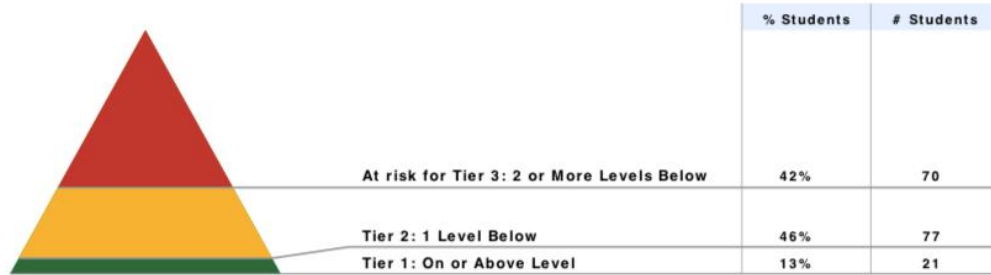 % Students # Students
At risk for Tier 3: 2 or More Levels Below 42% 70
Tier 2: 1 Level Below 46% 77
Tier 1: On or Above Level 13% 21